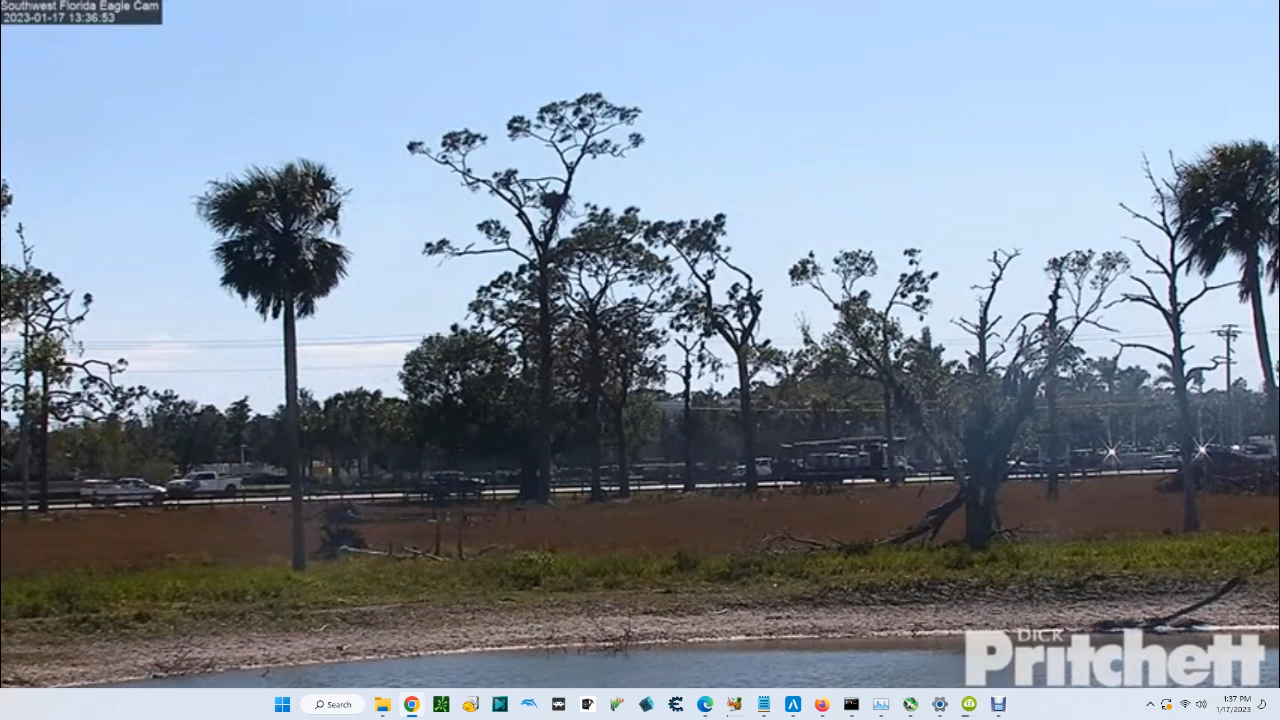 Southwest Florida Eagle Cam
2023-01-17 13:36:53
DICK
Pritchett
Search
1:37 PM
1/17/2023